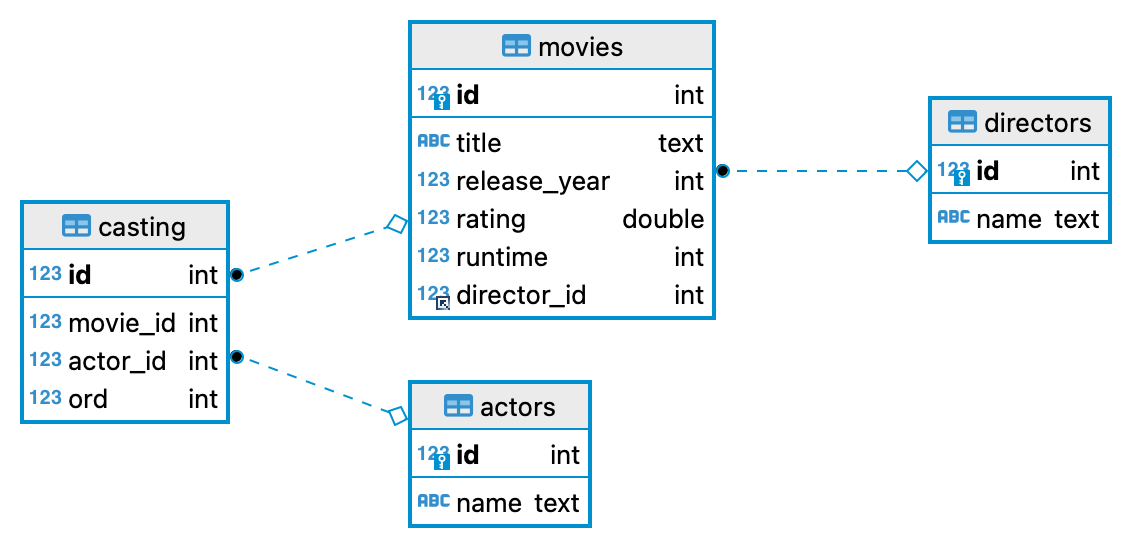 movies
123 id int
ABC title text
123 release_year int
123 rating double
123 runtime int
123 director_id int
directors
123 id int
ABC name text
casting
123 id int
123 movie_id int
123 actor_id int
123 ord int
actors
123 id int
ABC name text